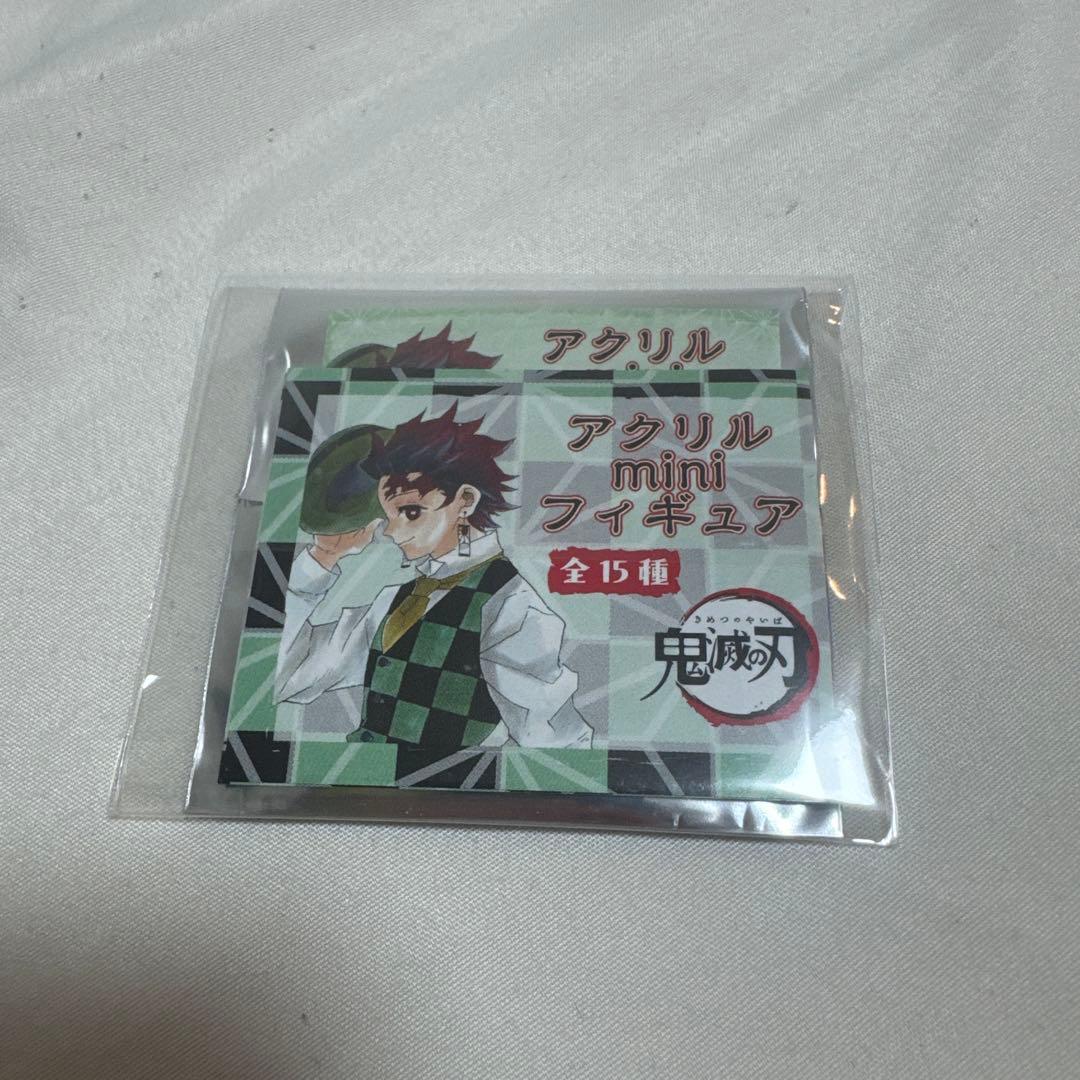 アクリル
アクリル
mini
フィギュア
全15種
きめつのやいば
鬼滅の刃